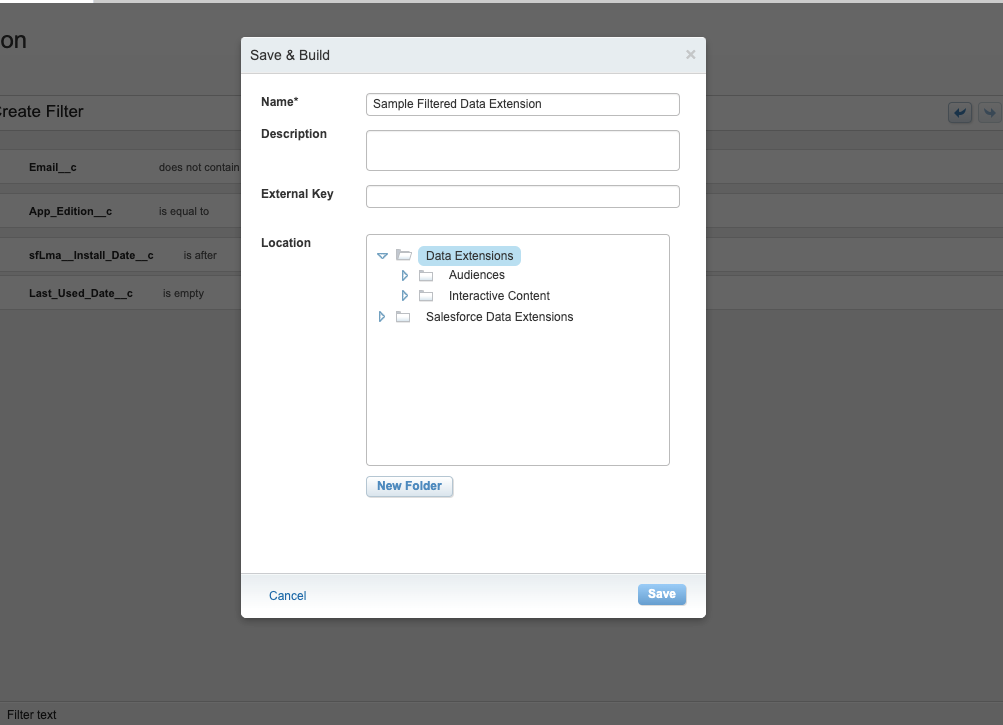 on
Save & Build
×
Name*
Sample Filtered Data Extension
Create Filter
Description
Email__c does not contain
External Key
App_Edition__c is equal to
Location
sfLma__Install_Date__c is after
Data Extensions
Audiences
Last_Used_Date__c is empty
Interactive Content
Salesforce Data Extensions
New Folder
Cancel
Save
Filter text